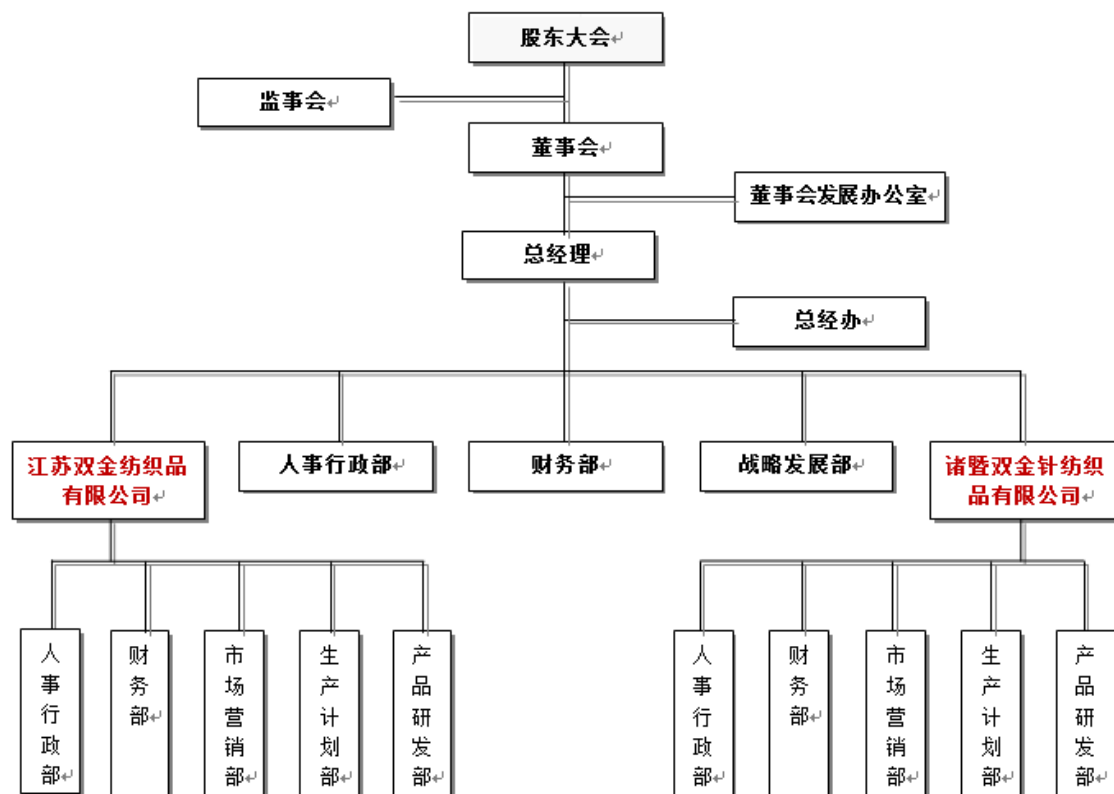 股东大会
监事会
董事会
董事会发展办公室
总经理
总经办
江苏双金纺织品
有限公司
人事行政部
财务部
战略发展部
诸暨双金针纺织
品有限公司
人事行政部
财务部
市场营销部
生产计划部
产品研发部
人事行政部
财务部
市场营销部
生产计划部
产品研发部